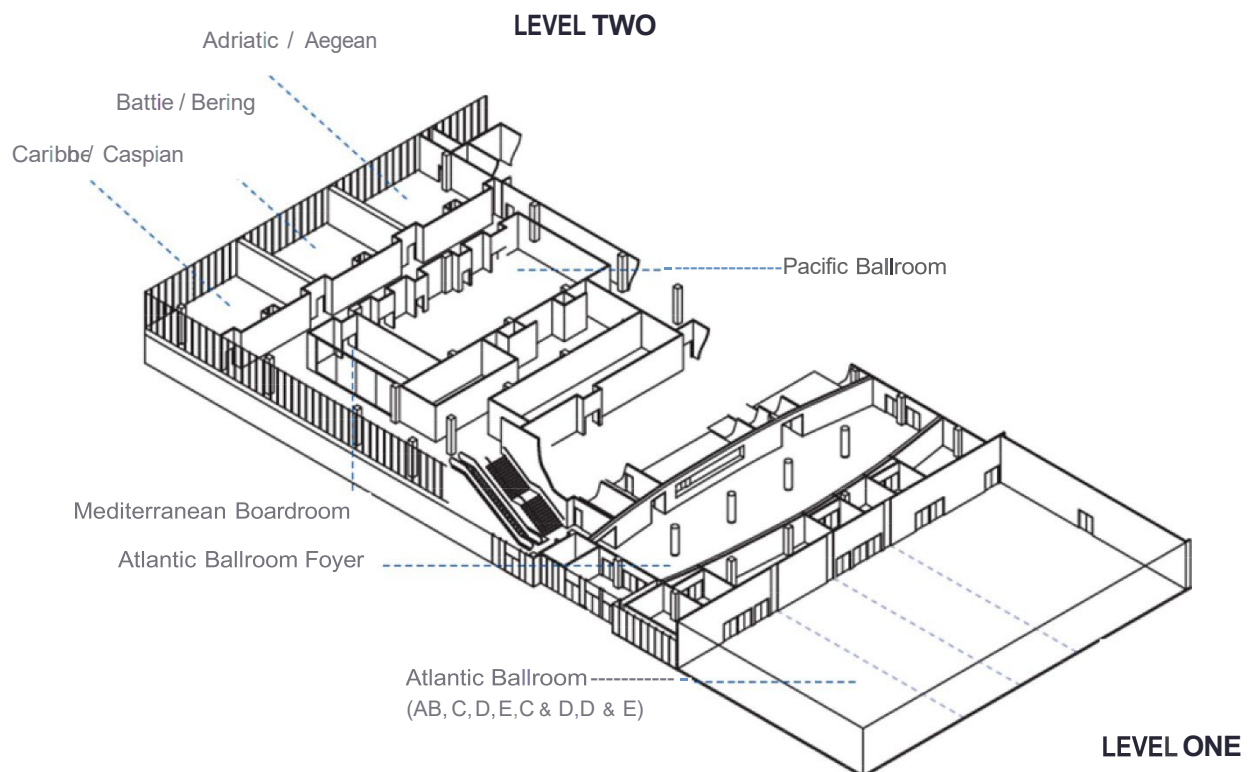 LEVEL TWO
Adriatic / Aegean
Battie / Bering
Caribbe/ Caspian
Pacific Ballroom
Mediterranean Boardroom
Atlantic Ballroom Foyer
Atlantic Ballroom
(AB, C, D, E, C & D, D & E)
LEVEL ONE